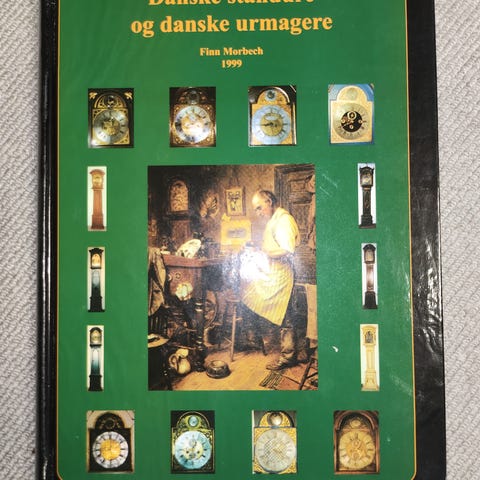 Danske standure
og danske urmagere
Finn Morbech
1999